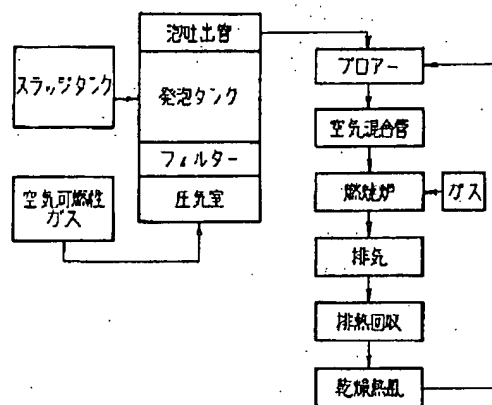 泡吐出管
スラッジタンク
発泡タンク
フィルター
圧気室
空気可燃性
ガス
ブロアー
空気混合管
燃焼炉
ガス
排気
排熱回収
乾燥熱風